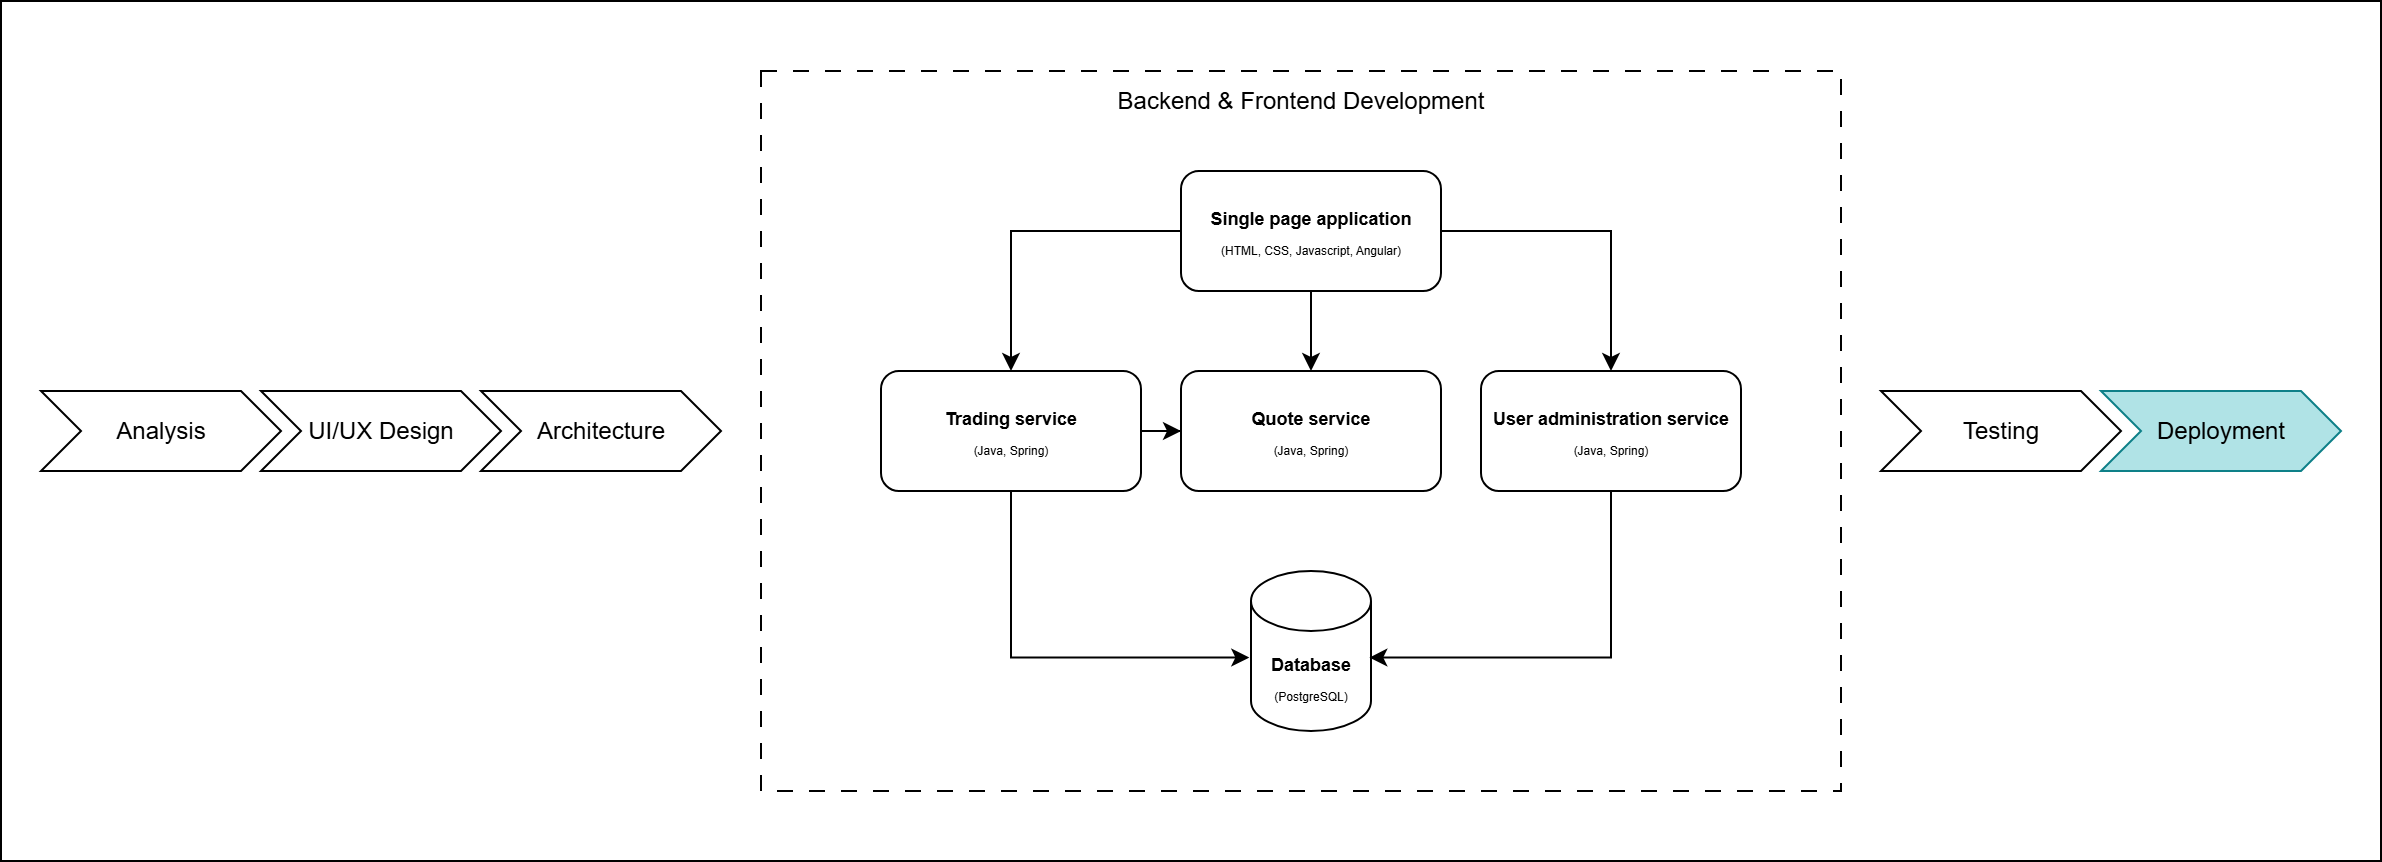 Backend & Frontend Development
Single page application
(HTML, CSS, Javascript, Angular)
Analysis
UI/UX Design
Architecture
Trading service
(Java, Spring)
Quote service
(Java, Spring)
User administration service
(Java, Spring)
Database
(PostgreSQL)
Testing
Deployment